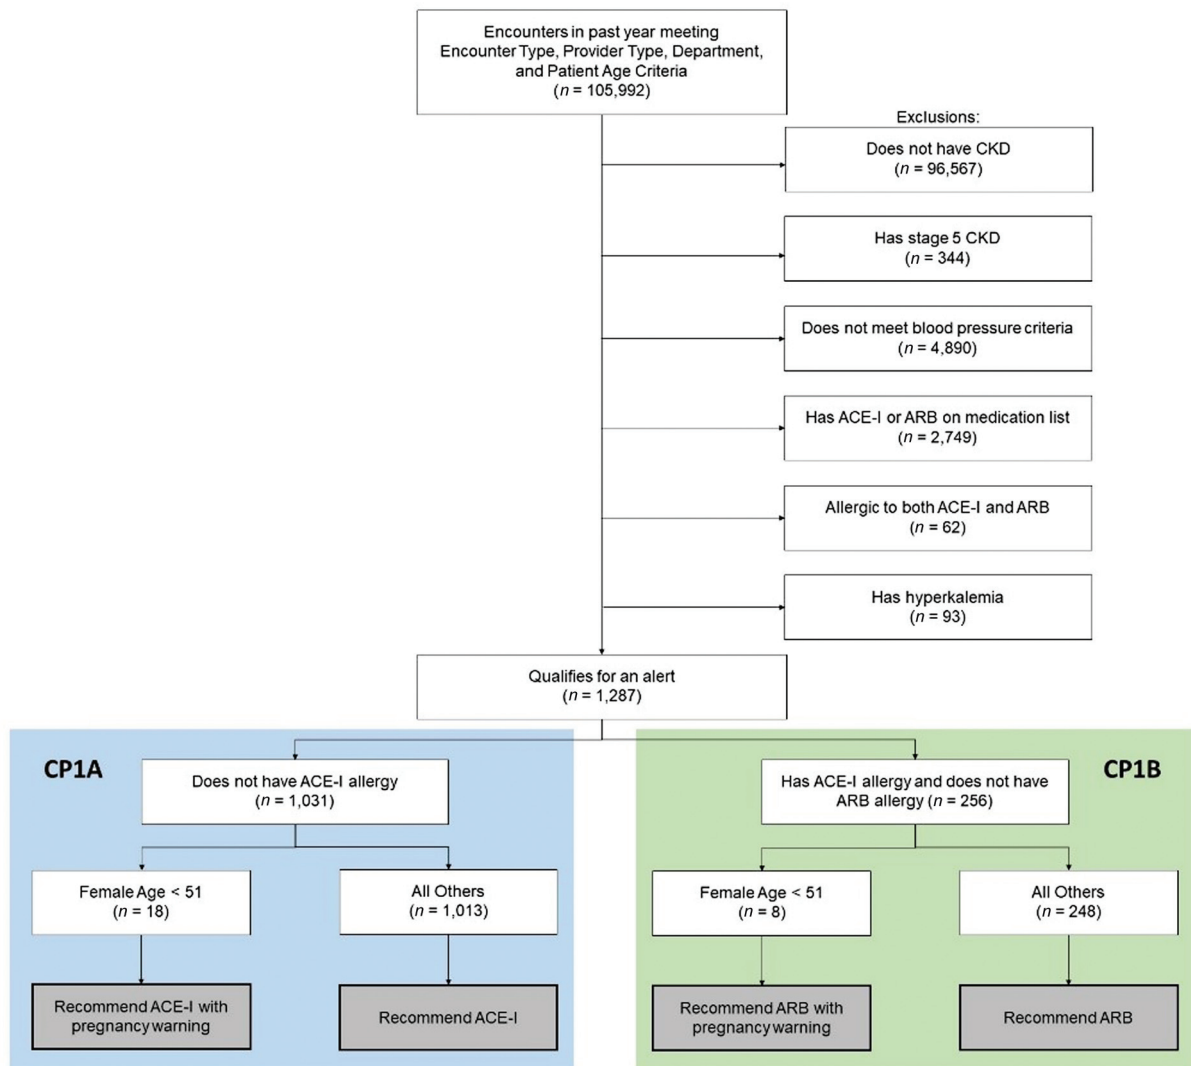 Encounters in past year meeting
Encounter Type, Provider Type, Department,
and Patient Age Criteria
(n = 105,992)
Exclusions:
Does not have CKD
(n = 96,567)
Has stage 5 CKD
(n = 344)
Does not meet blood pressure criteria
(n = 4,890)
Has ACE-I or ARB on medication list
(n = 2,749)
Allergic to both ACE-I and ARB
(n = 62)
Has hyperkalemia
(n = 93)
Qualifies for an alert
(n = 1,287)
CP1A
Does not have ACE-I allergy
(n = 1,031)
Female Age < 51
(n = 18)
All Others
(n = 1,013)
Recommend ACE-I with
pregnancy warning
Recommend ACE-I
CP1B
Has ACE-I allergy and does not have
ARB allergy (n = 256)
Female Age < 51
(n = 8)
All Others
(n = 248)
Recommend ARB with
pregnancy warning
Recommend ARB